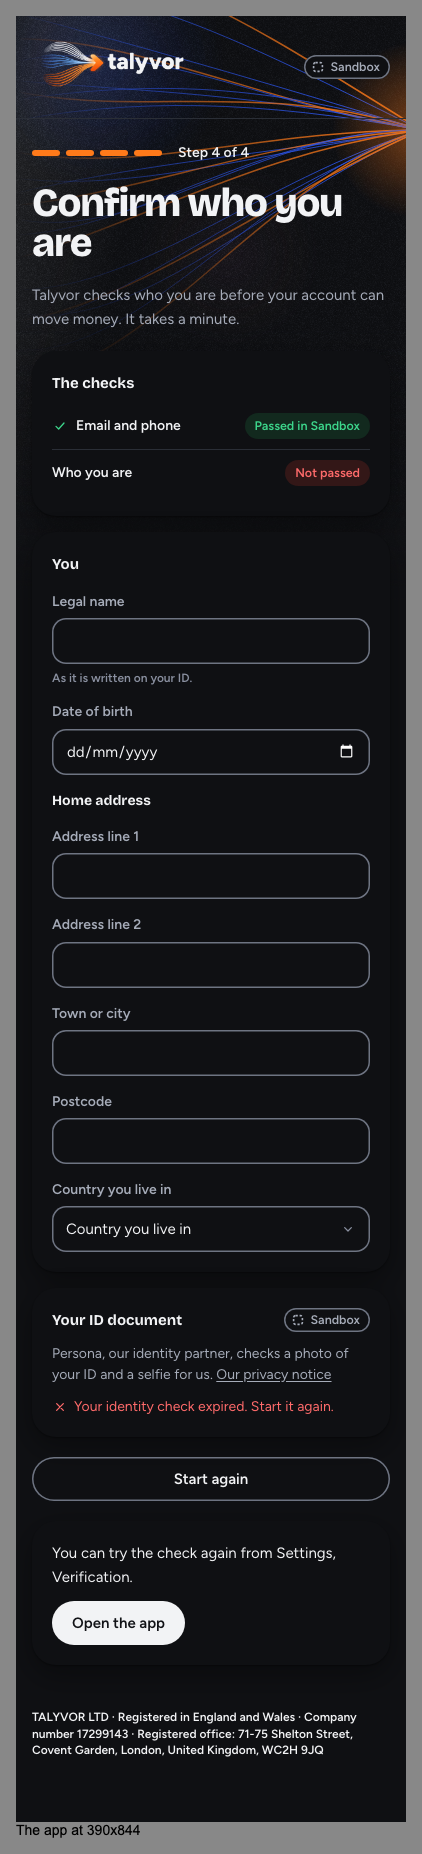 talyvor
Sandbox
Step 4 of 4
Confirm who you
are
Talyvor checks who you are before your account can
move money. It takes a minute.
The checks
Email and phone
Passed in Sandbox
Who you are
Not passed
You
Legal name
As it is written on your ID.
Date of birth
dd/mm/yyyy
Home address
Address line 1
Address line 2
Town or city
Postcode
Country you live in
Country you live in
Your ID document
Sandbox
Persona, our identity partner, checks a photo of
your ID and a selfie for us. Our privacy notice
Your identity check expired. Start it again.
Start again
You can try the check again from Settings,
Verification.
Open the app
TALYVOR LTD · Registered in England and Wales · Company
number 17299143 · Registered office: 71-75 Shelton Street,
Covent Garden, London, United Kingdom, WC2H 9JQ
The app at 390x844